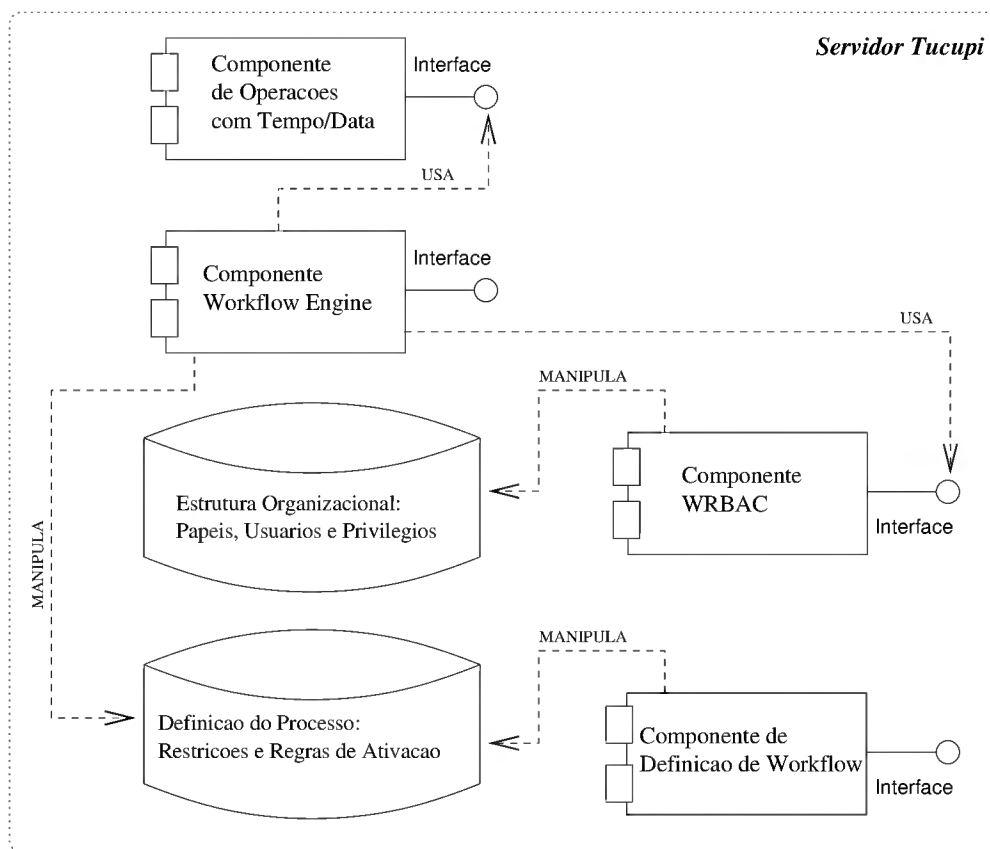 Servidor Tucupi
Componente
de Operacoes
com Tempo/Data
Interface
USA
Componente
Workflow Engine
Interface
USA
MANIPULA
Estrutura Organizacional:
Papeis, Usuarios e Privilegios
Componente
WRBAC
Interface
MANIPULA
MANIPULA
Definicao do Processo:
Restricoes e Regras de Ativacao
Componente de
Definicao de Workflow
Interface